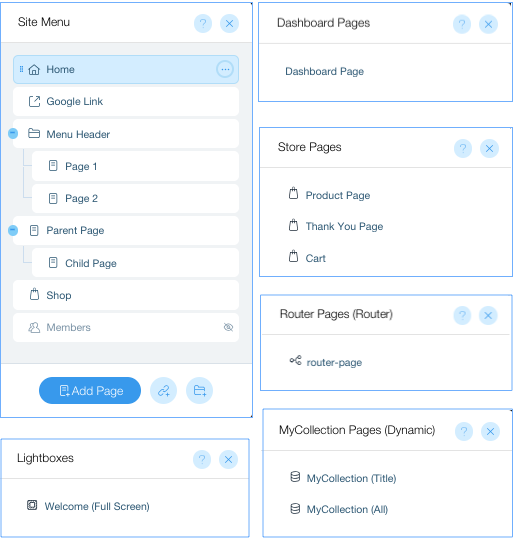 Site Menu
?
Home
Google Link
Menu Header
Page 1
Page 2
Parent Page
Child Page
Shop
Members
Add Page
Lightboxes
?
Welcome (Full Screen)
Dashboard Pages
?
Dashboard Page
Store Pages
?
Product Page
Thank You Page
Cart
Router Pages (Router)
?
router-page
MyCollection Pages (Dynamic)
?
MyCollection (Title)
MyCollection (All)